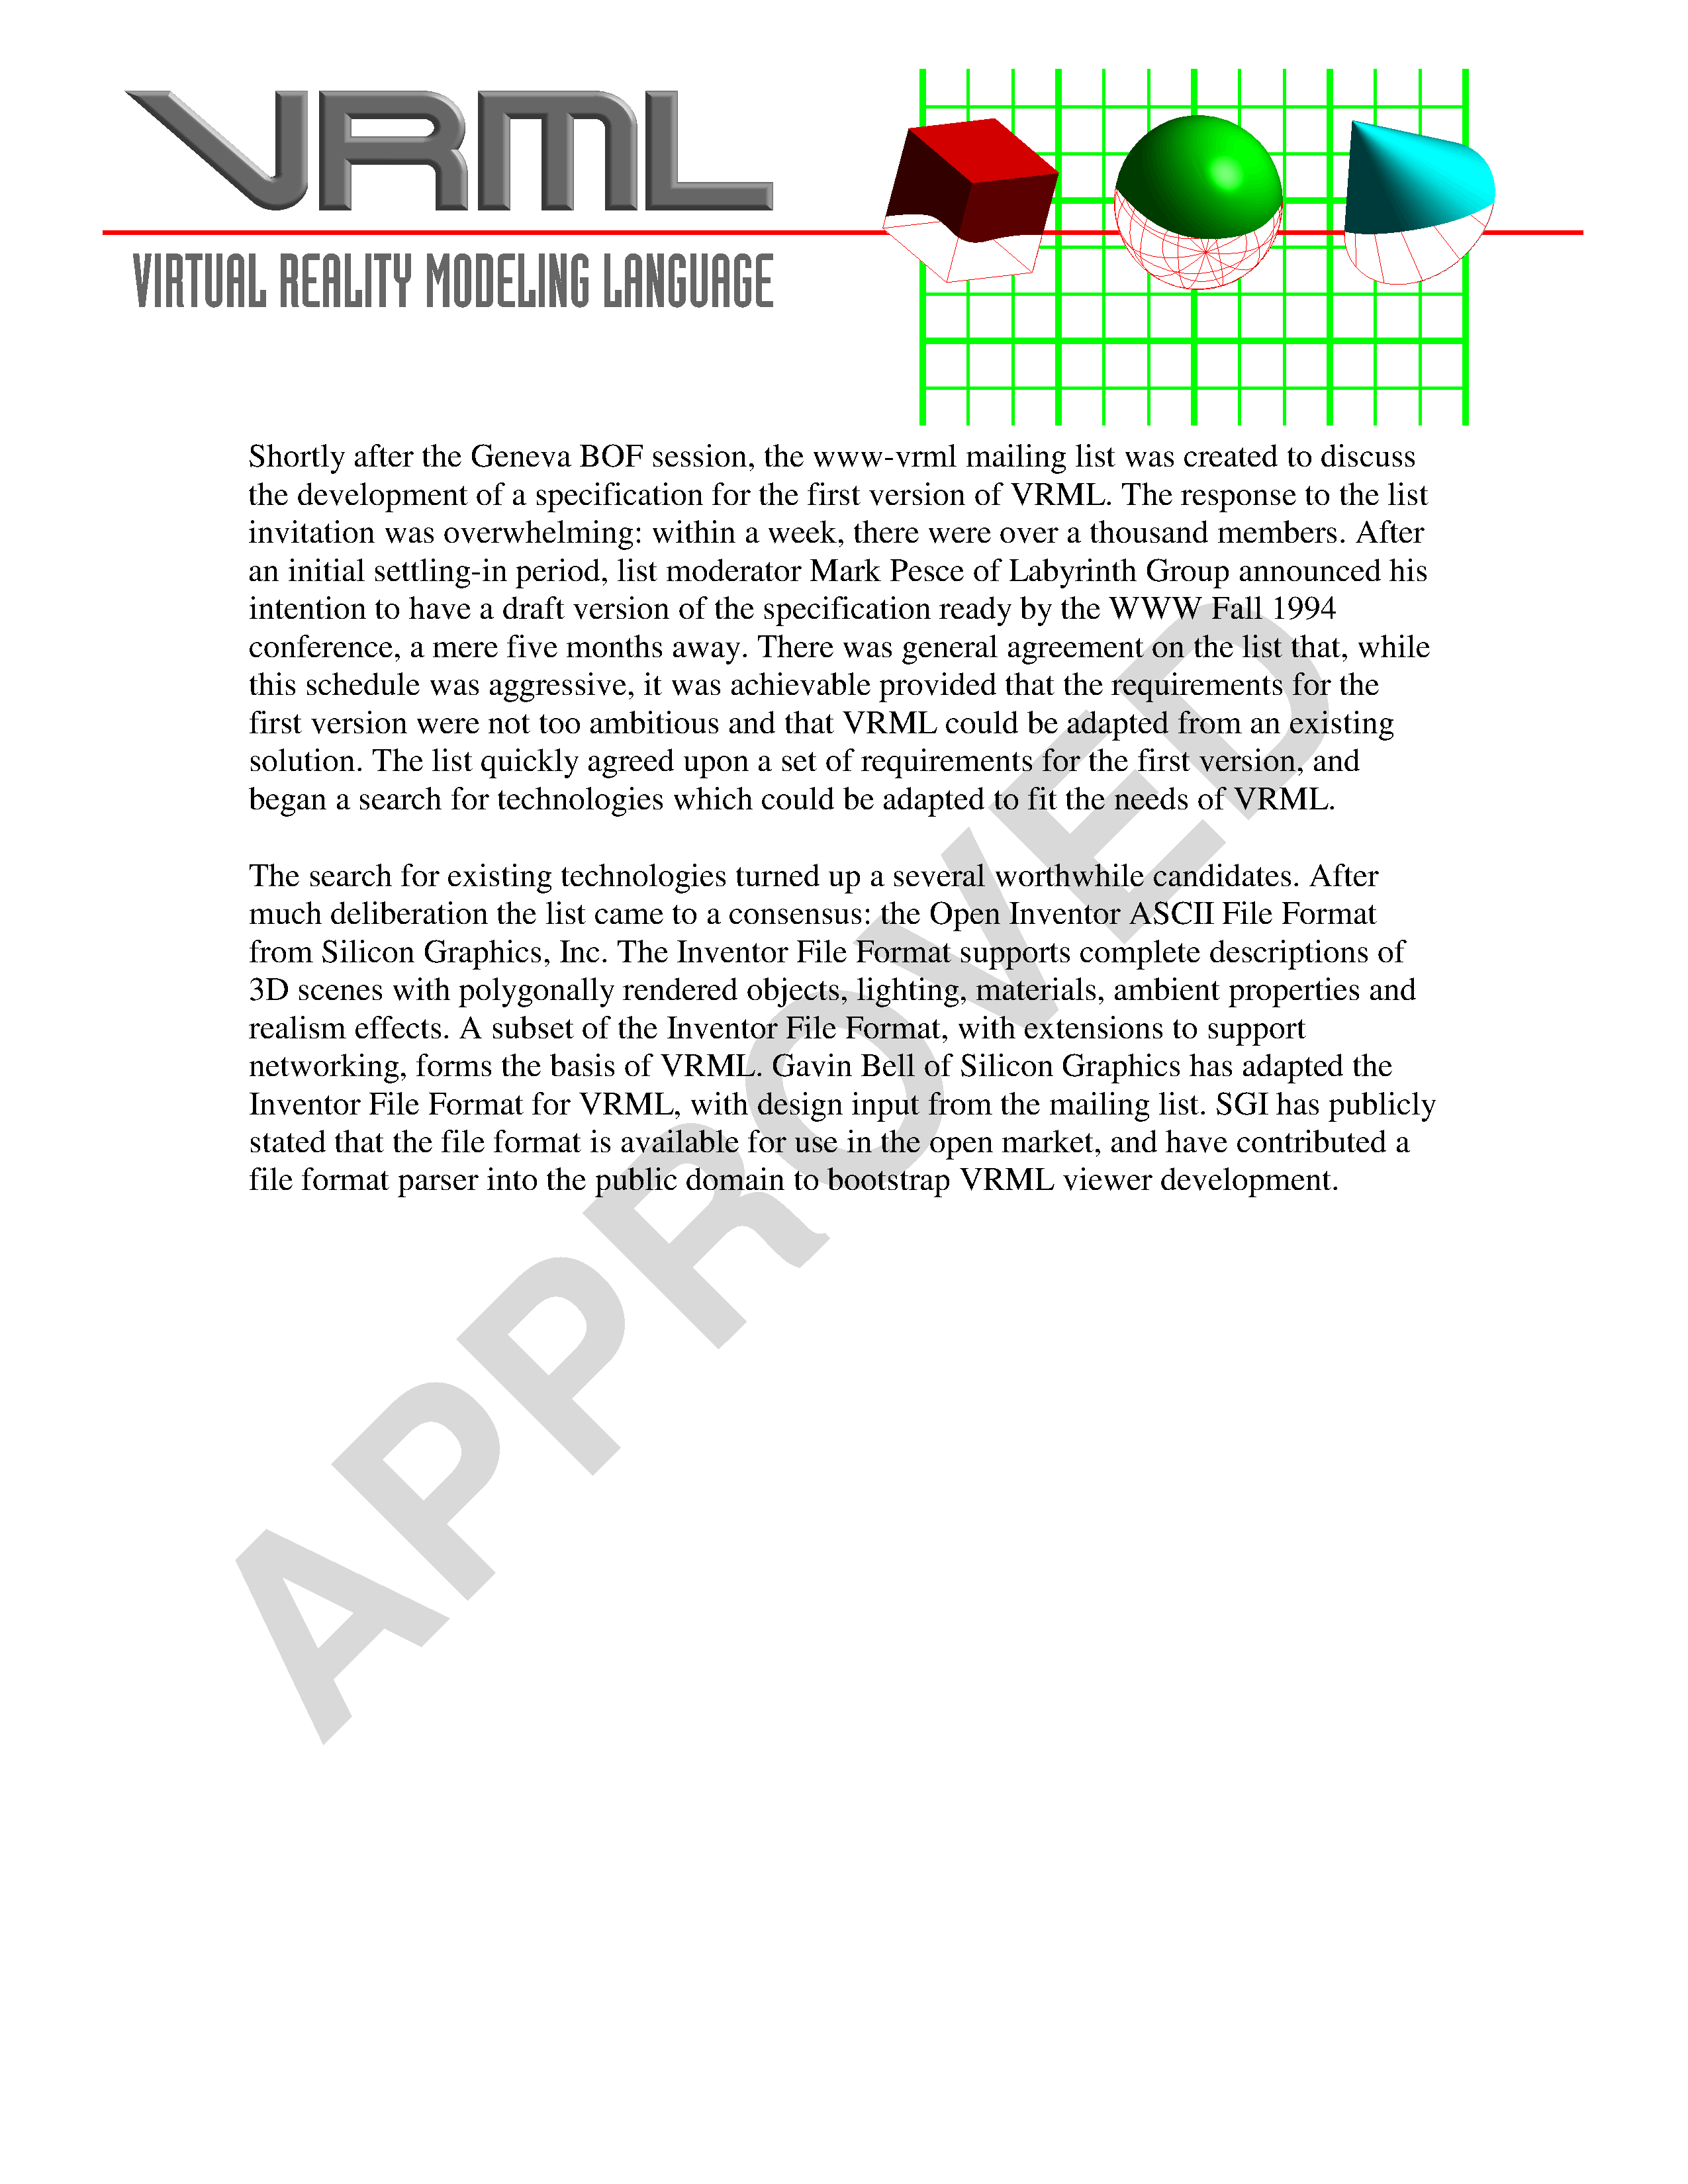 VRML
VIRTUAL REALITY MODELING LANGUAGE
Shortly after the Geneva BOF session, the www-vrml mailing list was created to discuss
the development of a specification for the first version of VRML. The response to the list
invitation was overwhelming: within a week, there were over a thousand members. After
an initial settling-in period, list moderator Mark Pesce of Labyrinth Group announced his
intention to have a draft version of the specification ready by the WWW Fall 1994
conference, a mere five months away. There was general agreement on the list that, while
this schedule was aggressive, it was achievable provided that the requirements for the
first version were not too ambitious and that VRML could be adapted from an existing
solution. The list quickly agreed upon a set of requirements for the first version, and
began a search for technologies which could be adapted to fit the needs of VRML.
The search for existing technologies turned up a several worthwhile candidates. After
much deliberation the list came to a consensus: the Open Inventor ASCII File Format
from Silicon Graphics, Inc. The Inventor File Format supports complete descriptions of
3D scenes with polygonally rendered objects, lighting, materials, ambient properties and
realism effects. A subset of the Inventor File Format, with extensions to support
networking, forms the basis of VRML. Gavin Bell of Silicon Graphics has adapted the
Inventor File Format for VRML, with design input from the mailing list. SGI has publicly
stated that the file format is available for use in the open market, and have contributed a
file format parser into the public domain to bootstrap VRML viewer development.
APPROVED